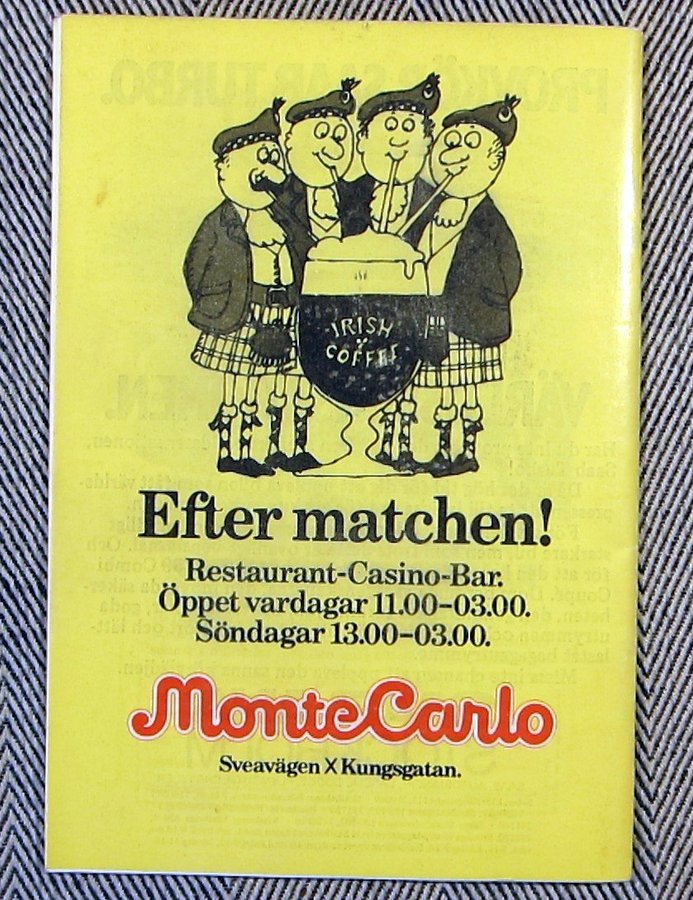 IRISH
COFFEE
Efter matchen!
Restaurant-Casino-Bar.
Öppet vardagar 11.00–03.00.
Söndagar 13.00–03.00.
MonteCarlo
Sveavägen X Kungsgatan.